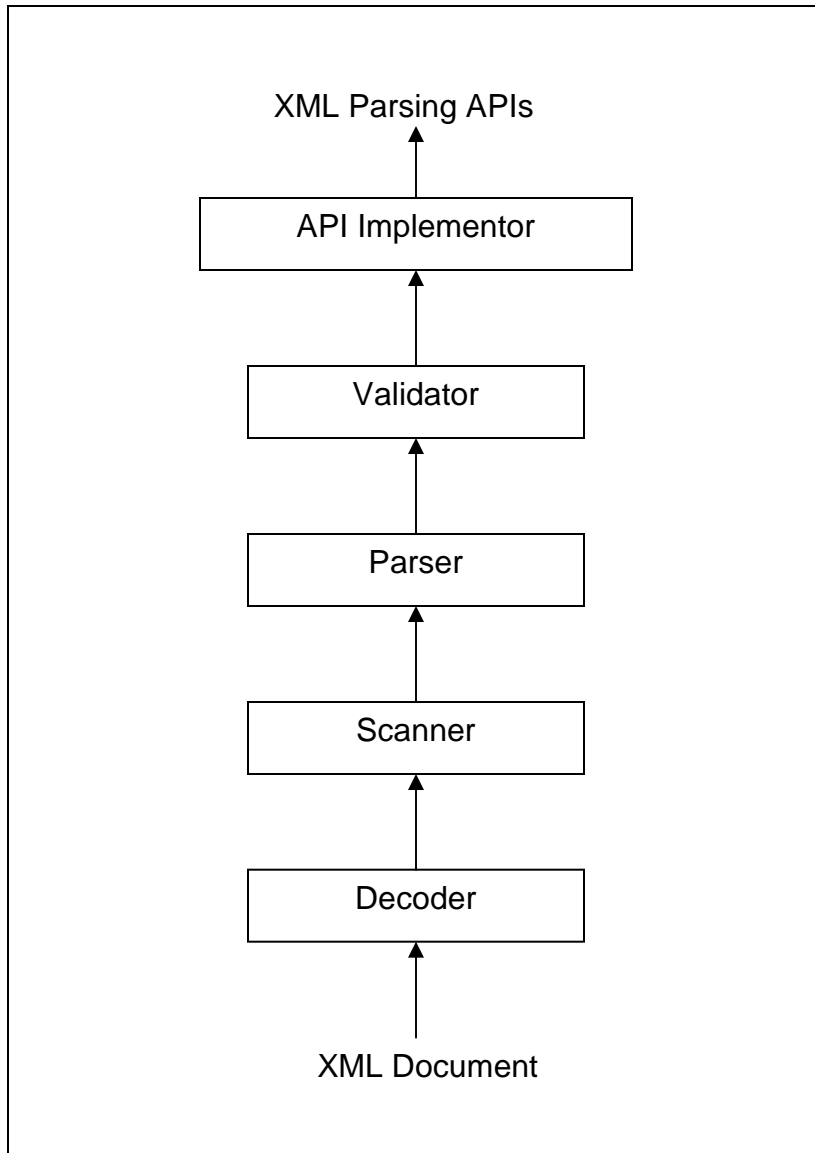 XML Parsing APIs
API Implementor
Validator
Parser
Scanner
Decoder
XML Document